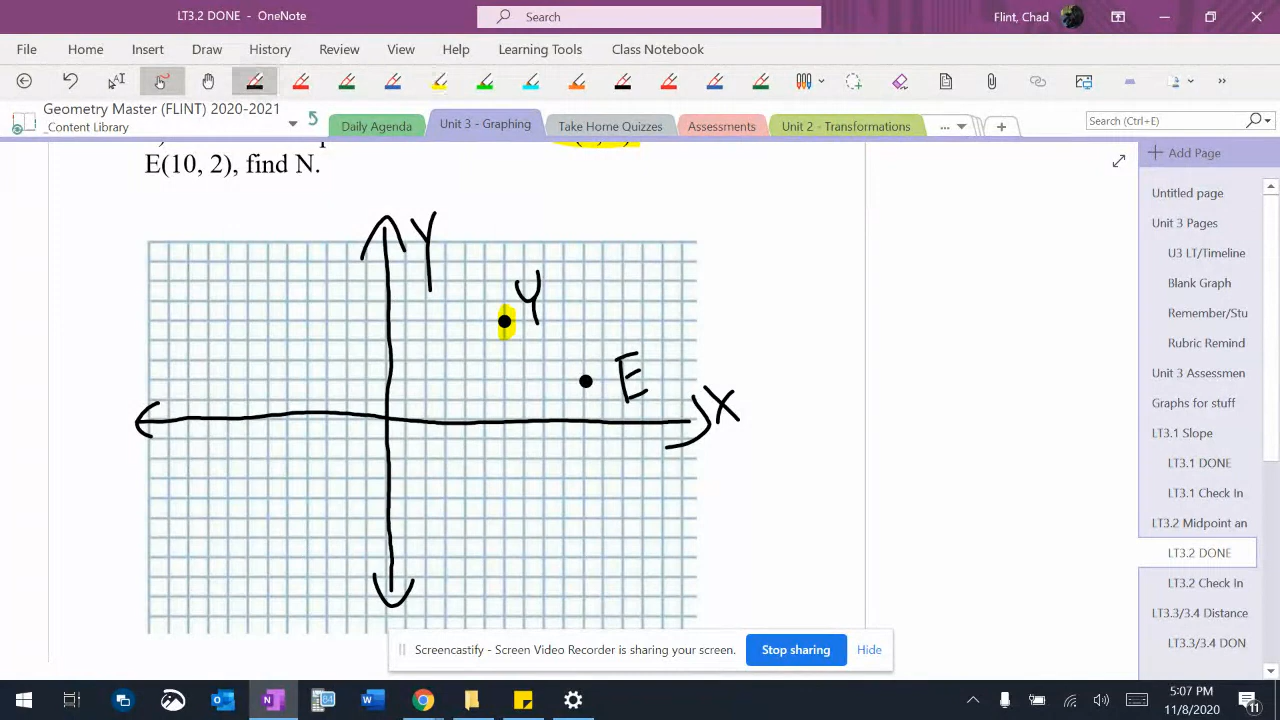 LT3.2 DONE - OneNote
Search
Flint, Chad
File Home Insert Draw History Review View Help Learning Tools Class Notebook
Geometry Master (FLINT) 2020-2021
Content Library
Daily Agenda
Unit 3 - Graphing
Take Home Quizzes
Assessments
Unit 2 - Transformations
...
Search (Ctrl+E)
E(10, 2), find N.
Y
Y
E
X
Add Page
Untitled page
Unit 3 Pages
U3 LT/Timeline
Blank Graph
Remember/Stu
Rubric Remind
Unit 3 Assessmen
Graphs for stuff
LT3.1 Slope
LT3.1 DONE
LT3.1 Check In
LT3.2 Midpoint an
LT3.2 DONE
LT3.2 Check In
LT3.3/3.4 Distance
LT3.3/3.4 DON
Screencastify - Screen Video Recorder is sharing your screen.
Stop sharing
Hide
5:07 PM
11/8/2020
11